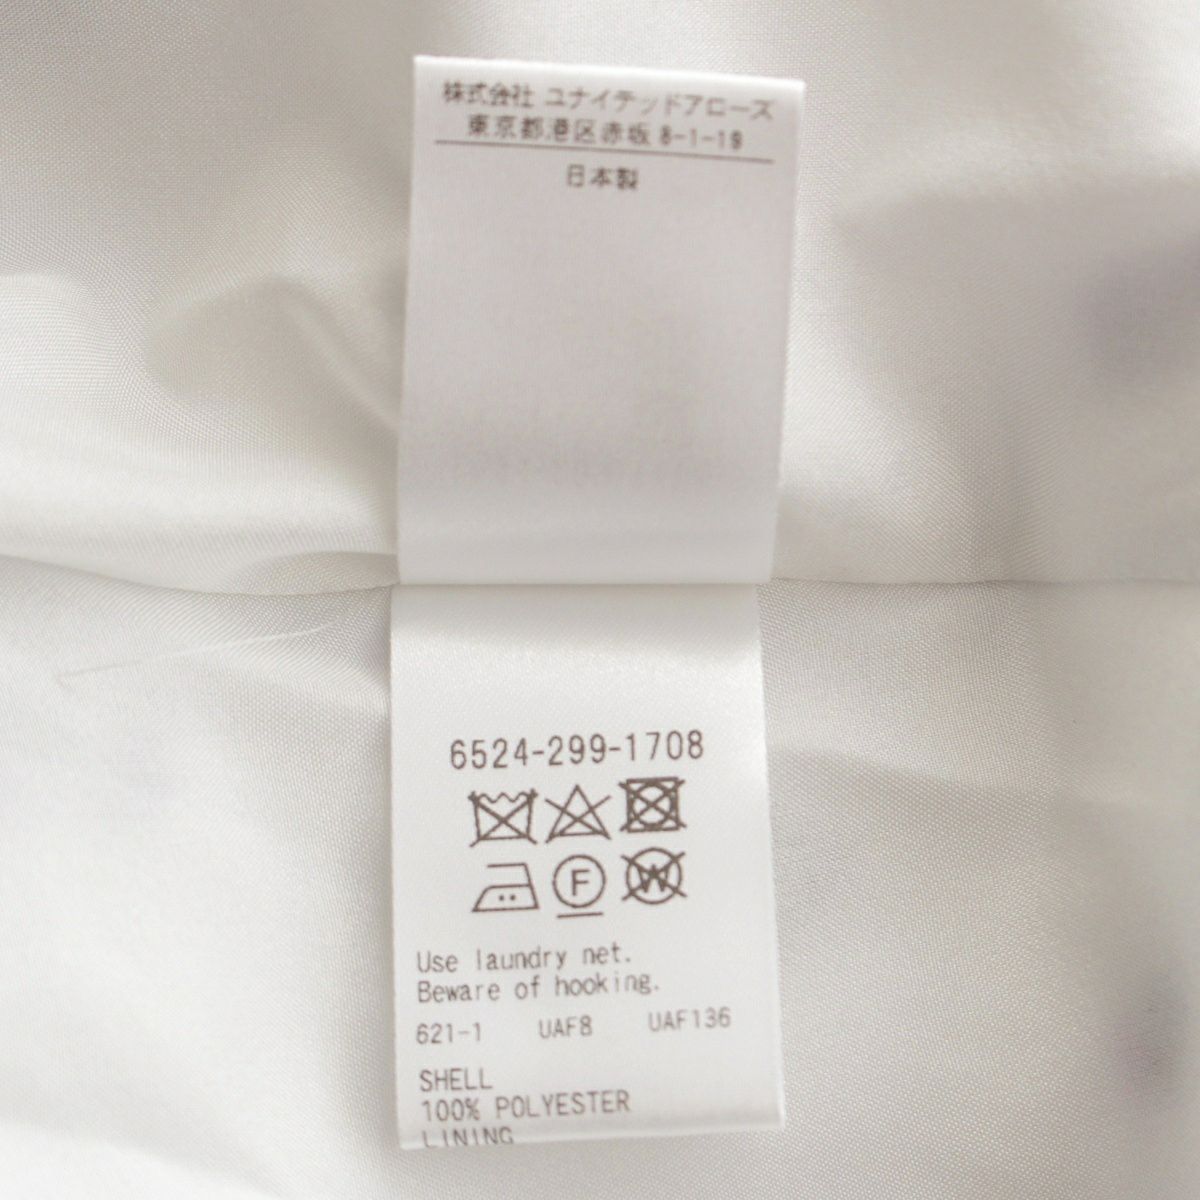 株式会社 ユナイテッドアローズ
東京都港区赤坂 8-1-19
日本製
6524-299-1708
F W
Use laundry net.
Beware of hooking.
621-1 UAF8 UAF136
SHELL
100% POLYESTER
LINING